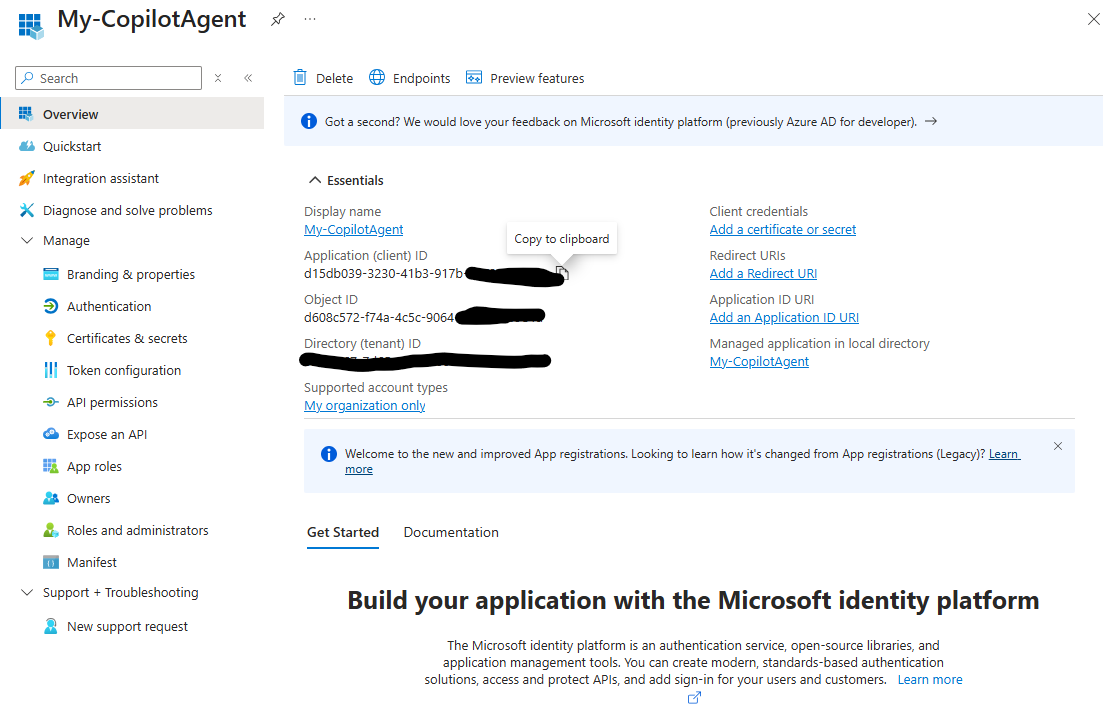 My-CopilotAgent
Search
Delete
Endpoints
Preview features
Overview
Got a second? We would love your feedback on Microsoft identity platform (previously Azure AD for developer).
Quickstart
Integration assistant
Diagnose and solve problems
Manage
Branding & properties
Authentication
Certificates & secrets
Token configuration
API permissions
Expose an API
App roles
Owners
Roles and administrators
Manifest
Support + Troubleshooting
New support request
Essentials
Display name
My-CopilotAgent
Copy to clipboard
Application (client) ID
d15db039-3230-41b3-917b-
Object ID
d608c572-f74a-4c5c-9064
Directory (tenant) ID
Supported account types
My organization only
Client credentials
Add a certificate or secret
Redirect URIs
Add a Redirect URI
Application ID URI
Add an Application ID URI
Managed application in local directory
My-CopilotAgent
Welcome to the new and improved App registrations. Looking to learn how it's changed from App registrations (Legacy)? Learn
more
Get Started
Documentation
Build your application with the Microsoft identity platform
The Microsoft identity platform is an authentication service, open-source libraries, and
application management tools. You can create modern, standards-based authentication
solutions, access and protect APIs, and add sign-in for your users and customers. Learn more